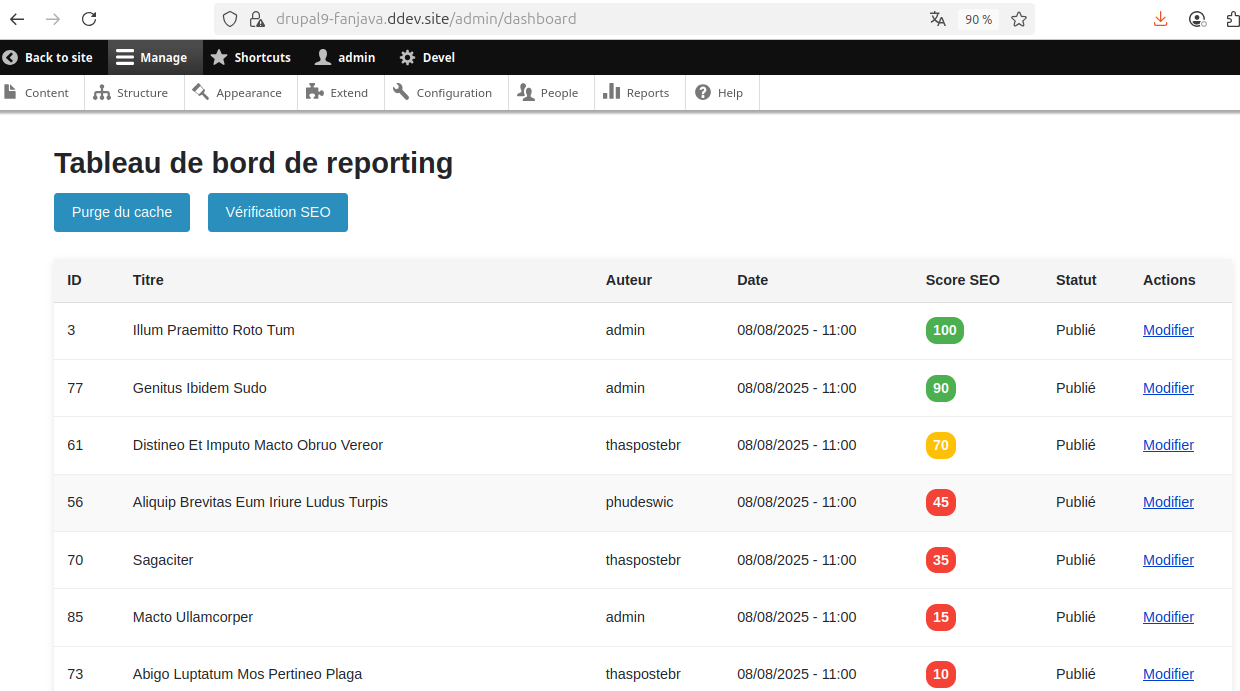 drupal9-fanjava.ddev.site/admin/dashboard 90 %
Back to site Manage Shortcuts admin Devel
Content Structure Appearance Extend Configuration People Reports Help
Tableau de bord de reporting
Purge du cache Vérification SEO
ID Titre Auteur Date Score SEO Statut Actions
3 Illum Praemitto Roto Tum admin 08/08/2025 - 11:00 100 Publié Modifier
77 Genitus Ibidem Sudo admin 08/08/2025 - 11:00 90 Publié Modifier
61 Distineo Et Imputo Macto Obruo Vereor thaspostebr 08/08/2025 - 11:00 70 Publié Modifier
56 Aliquip Brevitas Eum Iriure Ludus Turpis phudeswic 08/08/2025 - 11:00 45 Publié Modifier
70 Sagaciter thaspostebr 08/08/2025 - 11:00 35 Publié Modifier
85 Macto Ullamcorper admin 08/08/2025 - 11:00 15 Publié Modifier
73 Abigo Luptatum Mos Pertineo Plaga thaspostebr 08/08/2025 - 11:00 10 Publié Modifier